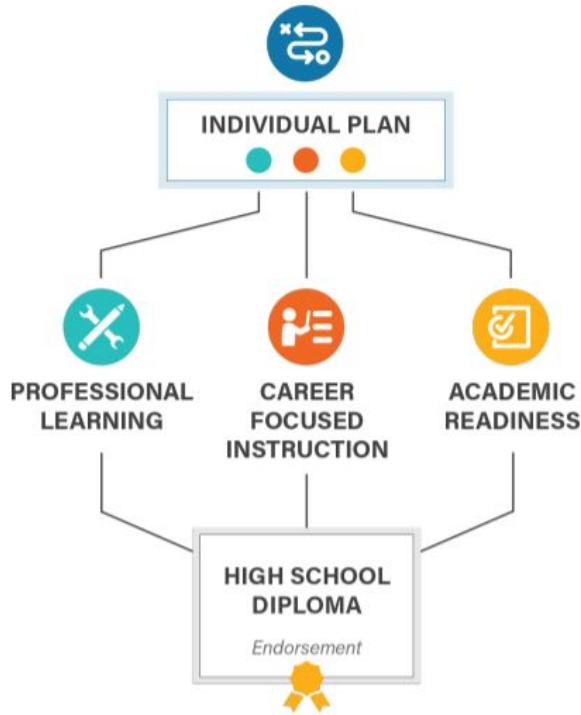 INDIVIDUAL PLAN
PROFESSIONAL
LEARNING
CAREER
FOCUSED
INSTRUCTION
ACADEMIC
READINESS
HIGH SCHOOL
DIPLOMA
Endorsement